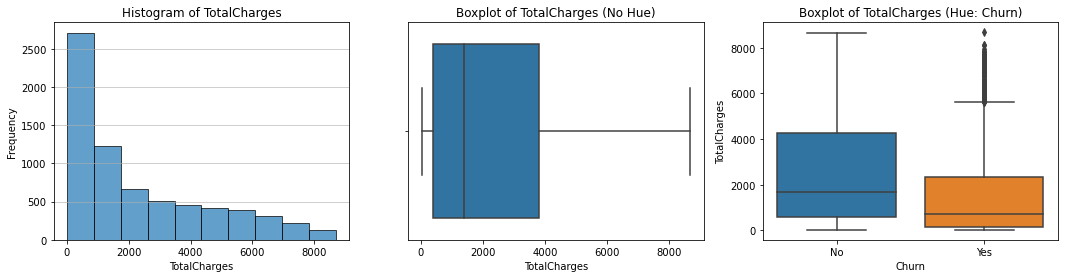 Histogram of TotalCharges
Frequency
2500
2000
1500
1000
500
0
0 2000 4000 6000 8000
TotalCharges
Boxplot of TotalCharges (No Hue)
0 2000 4000 6000 8000
TotalCharges
Boxplot of TotalCharges (Hue: Churn)
TotalCharges
8000
6000
4000
2000
0
No Yes
Churn